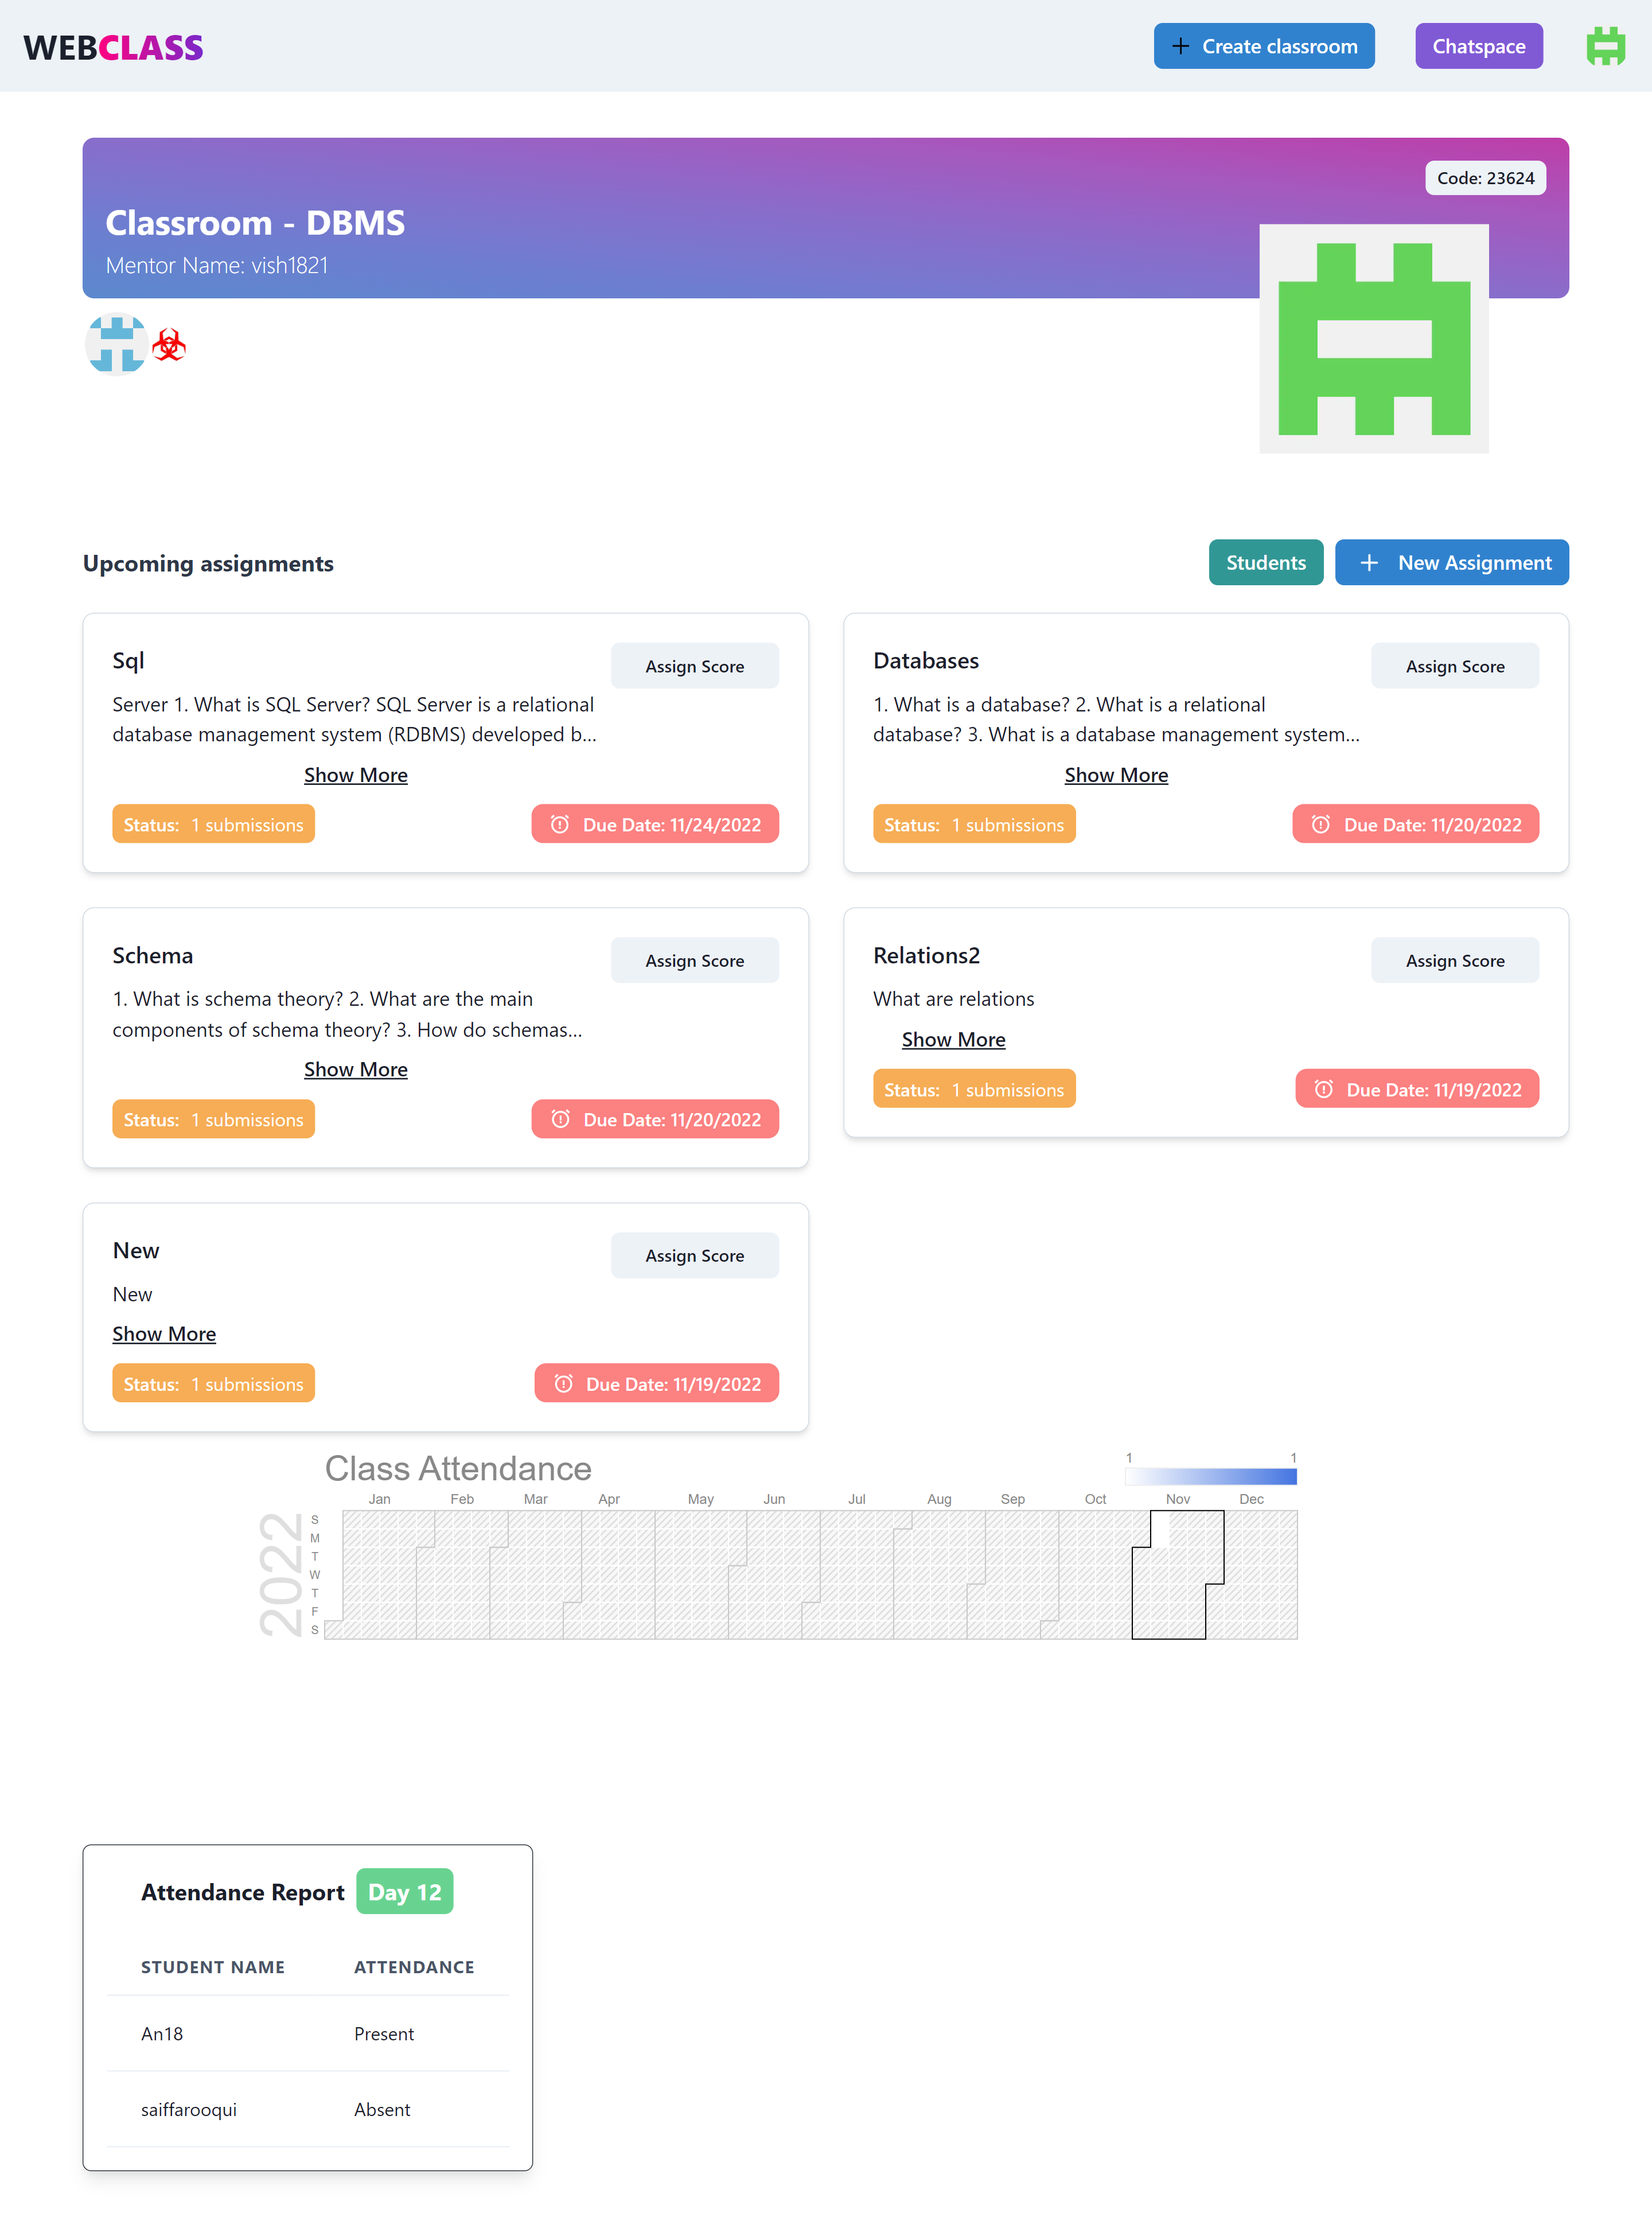 WEBCLASS
Create classroom
Chatspace
Code: 23624
Classroom - DBMS
Mentor Name: vish1821
Upcoming assignments
Students
New Assignment
Sql
Assign Score
Server 1. What is SQL Server? SQL Server is a relational
database management system (RDBMS) developed b...
Show More
Status: 1 submissions
Due Date: 11/24/2022
Databases
Assign Score
1. What is a database? 2. What is a relational
database? 3. What is a database management system...
Show More
Status: 1 submissions
Due Date: 11/20/2022
Schema
Assign Score
1. What is schema theory? 2. What are the main
components of schema theory? 3. How do schemas...
Show More
Status: 1 submissions
Due Date: 11/20/2022
Relations2
Assign Score
What are relations
Show More
Status: 1 submissions
Due Date: 11/19/2022
New
Assign Score
New
Show More
Status: 1 submissions
Due Date: 11/19/2022
Class Attendance
1 1
Jan Feb Mar Apr May Jun Jul Aug Sep Oct Nov Dec
2022
S
M
T
W
T
F
S
Attendance Report Day 12
STUDENT NAME ATTENDANCE
An18 Present
saiffarooqui Absent